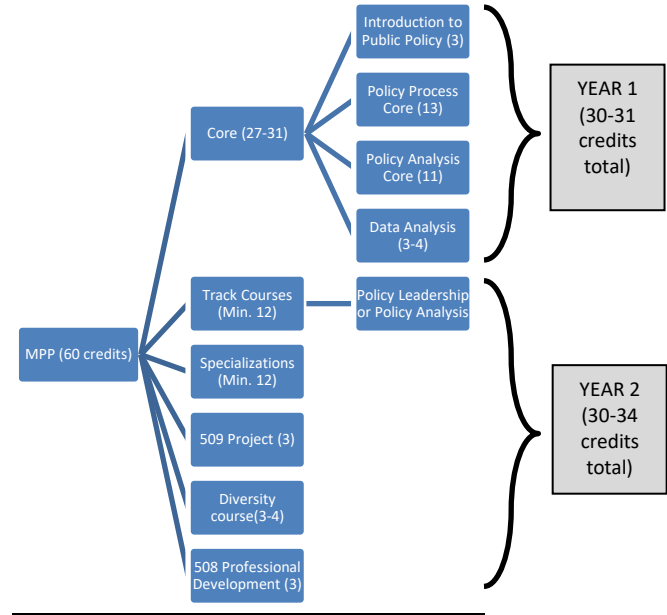 MPP (60 credits)
Core (27-31)
Introduction to
Public Policy (3)
Policy Process
Core (13)
Policy Analysis
Core (11)
Data Analysis
(3-4)
YEAR 1
(30-31
credits
total)
Track Courses
(Min. 12)
Policy Leadership
or Policy Analysis
Specializations
(Min. 12)
509 Project (3)
Diversity
course(3-4)
508 Professional
Development (3)
YEAR 2
(30-34
credits
total)